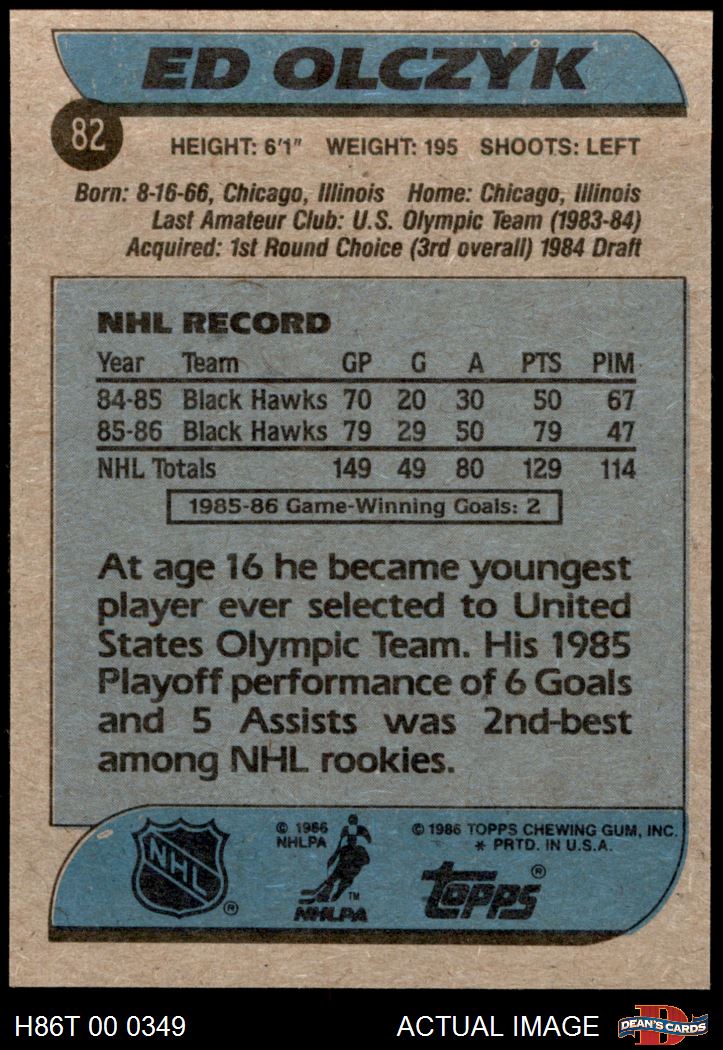 ED OLCZYK
82
HEIGHT: 6'1" WEIGHT: 195 SHOOTS: LEFT
Born: 8-16-66, Chicago, Illinois Home: Chicago, Illinois
Last Amateur Club: U.S. Olympic Team (1983-84)
Acquired: 1st Round Choice (3rd overall) 1984 Draft
NHL RECORD
Year Team GP G A PTS PIM
84-85 Black Hawks 70 20 30 50 67
85-86 Black Hawks 79 29 50 79 47
NHL Totals 149 49 80 129 114
1985-86 Game-Winning Goals: 2
At age 16 he became youngest
player ever selected to United
States Olympic Team. His 1985
Playoff performance of 6 Goals
and 5 Assists was 2nd-best
among NHL rookies.
NHL ®
© 1986
NHLPA
TM
NHLPA
© 1986 TOPPS CHEWING GUM, INC.
* PRTD. IN U.S.A.
topps ®
H86T 00 0349 ACTUAL IMAGE
D
DEAN'S CARDS